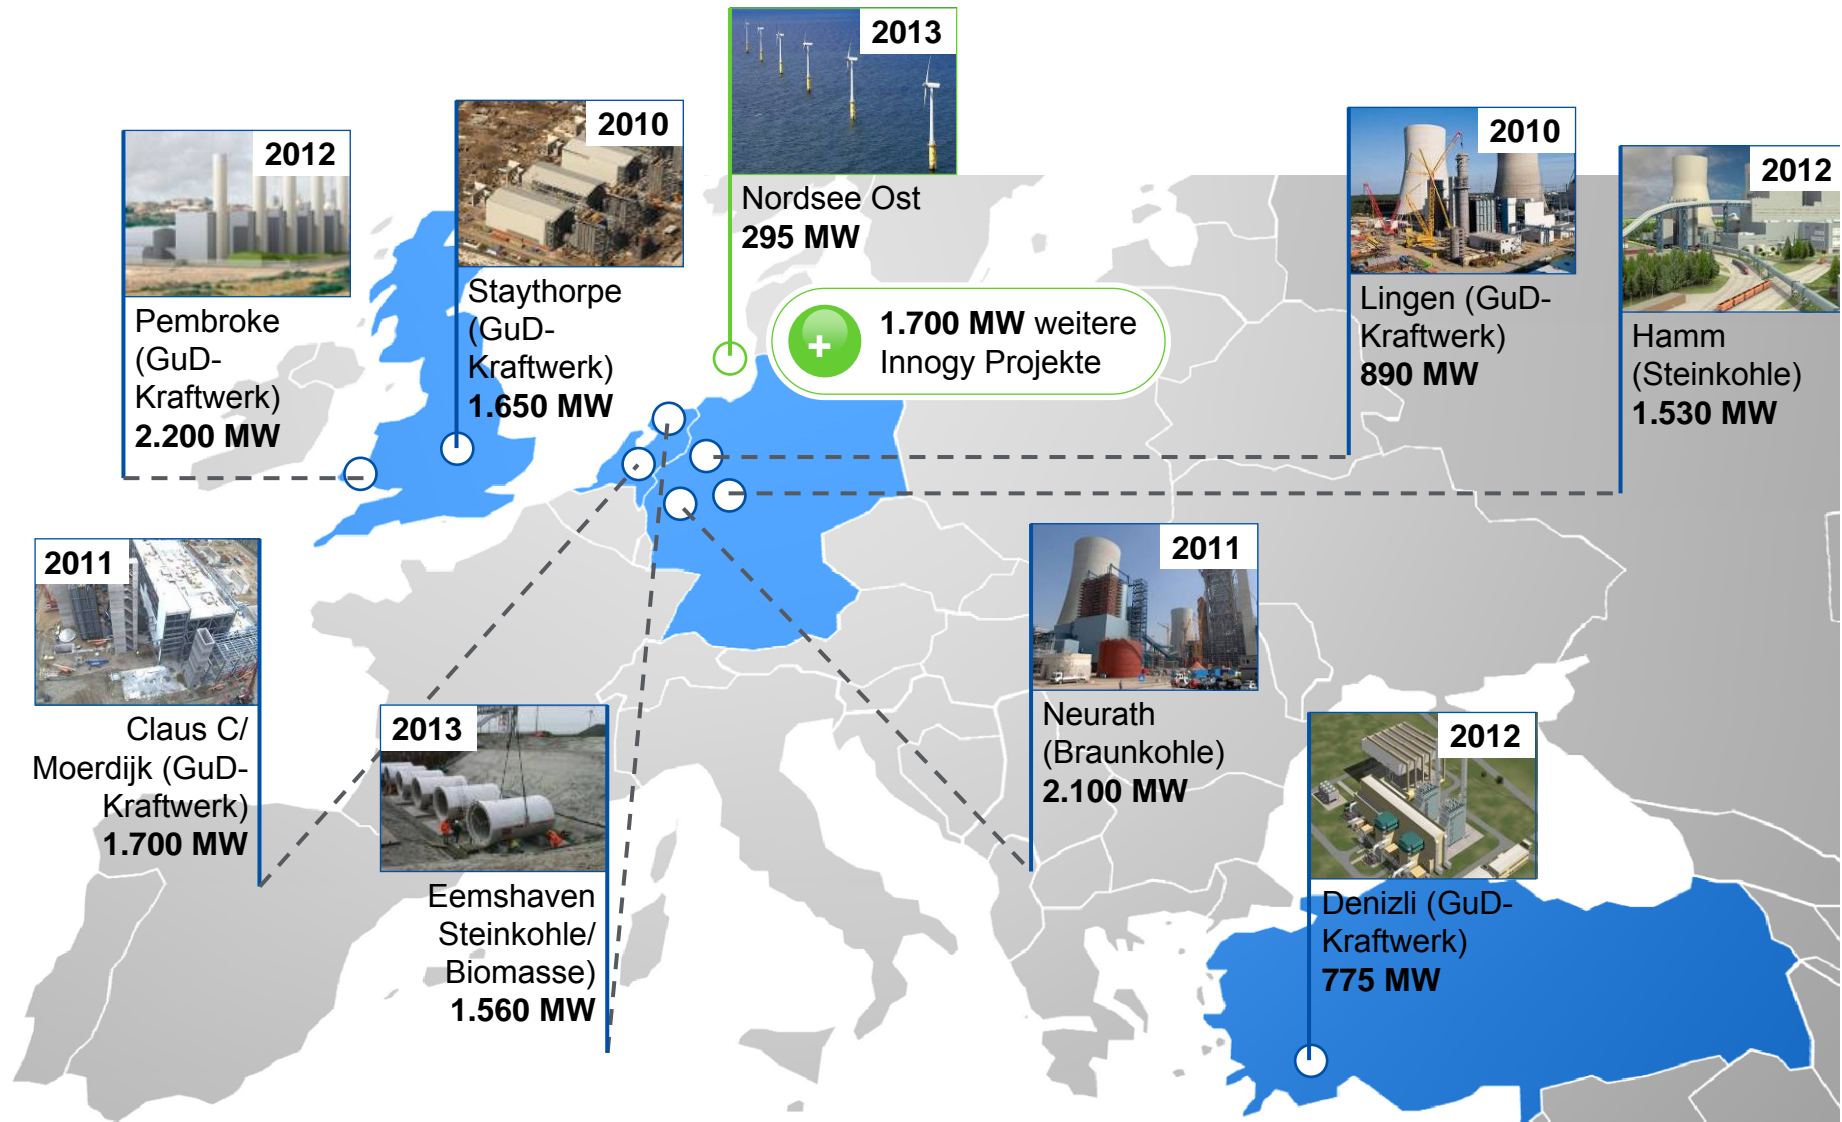 2013
Nordsee Ost
295 MW
2012
Pembroke
(GuD-
Kraftwerk)
2.200 MW
2010
Staythorpe
(GuD-
Kraftwerk)
1.650 MW
+
1.700 MW weitere
Innogy Projekte
2010
Lingen (GuD-
Kraftwerk)
890 MW
2012
Hamm
(Steinkohle)
1.530 MW
2011
Claus C/
Moerdijk (GuD-
Kraftwerk)
1.700 MW
2013
Eemshaven
Steinkohle/
Biomasse)
1.560 MW
2011
Neurath
(Braunkohle)
2.100 MW
2012
Denizli (GuD-
Kraftwerk)
775 MW